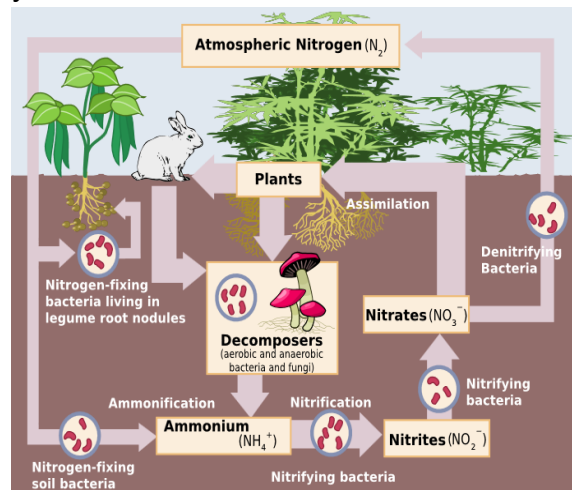 Atmospheric Nitrogen (N₂)
Plants
Assimilation
Denitrifying
Bacteria
Nitrogen-fixing
bacteria living in
legume root nodules
Decomposers
(aerobic and anaerobic
bacteria and fungi)
Nitrates (NO₃⁻)
Nitrifying
bacteria
Ammonification
Nitrification
Ammonium
(NH₄⁺)
Nitrites (NO₂⁻)
Nitrogen-fixing
soil bacteria
Nitrifying bacteria